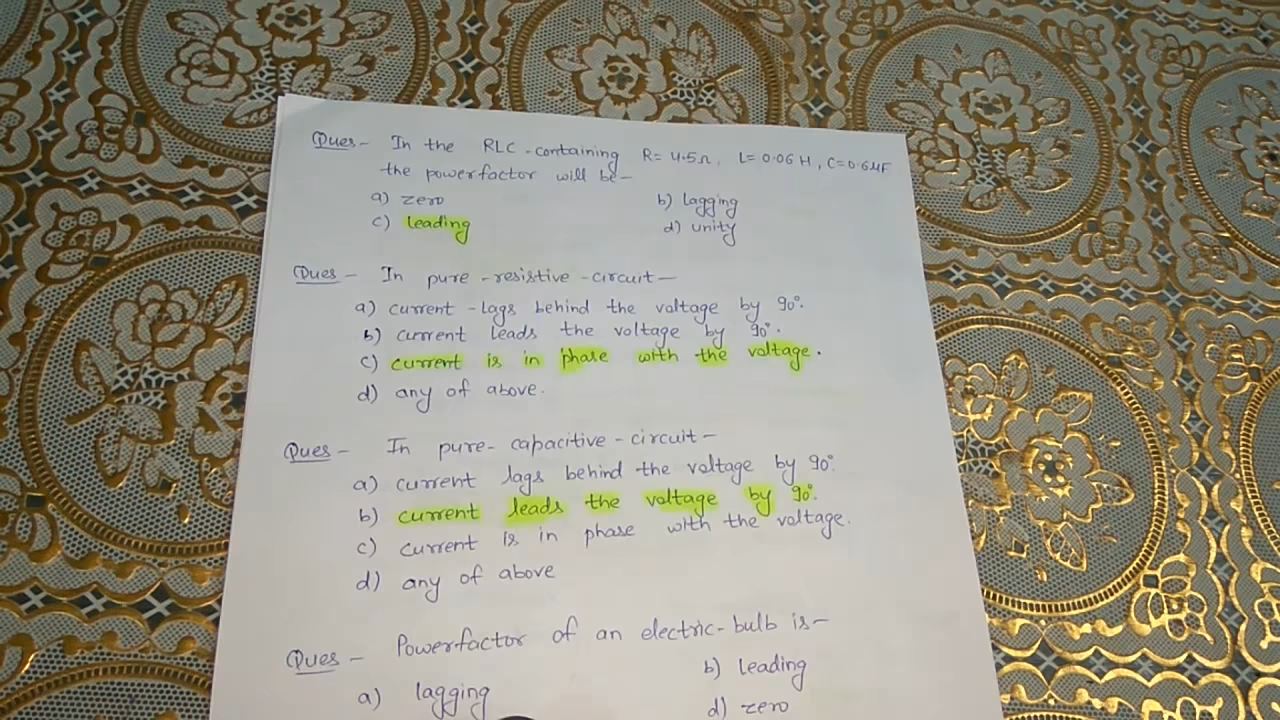 Ques - In the RLC - containing R= 4.5Ω, L= 0.06 H, C=0.6µF
the powerfactor will be -
a) zero b) lagging
c) leading d) unity
Ques - In pure - resistive - circuit -
a) current - lags behind the voltage by 90°.
b) current leads the voltage by 90°.
c) current is in phase with the voltage.
d) any of above.
Ques - In pure - capacitive - circuit -
a) current lags behind the voltage by 90°.
b) current leads the voltage by 90°.
c) current is in phase with the voltage.
d) any of above
Ques - Powerfactor of an electric - bulb is -
a) lagging b) leading
d) zero